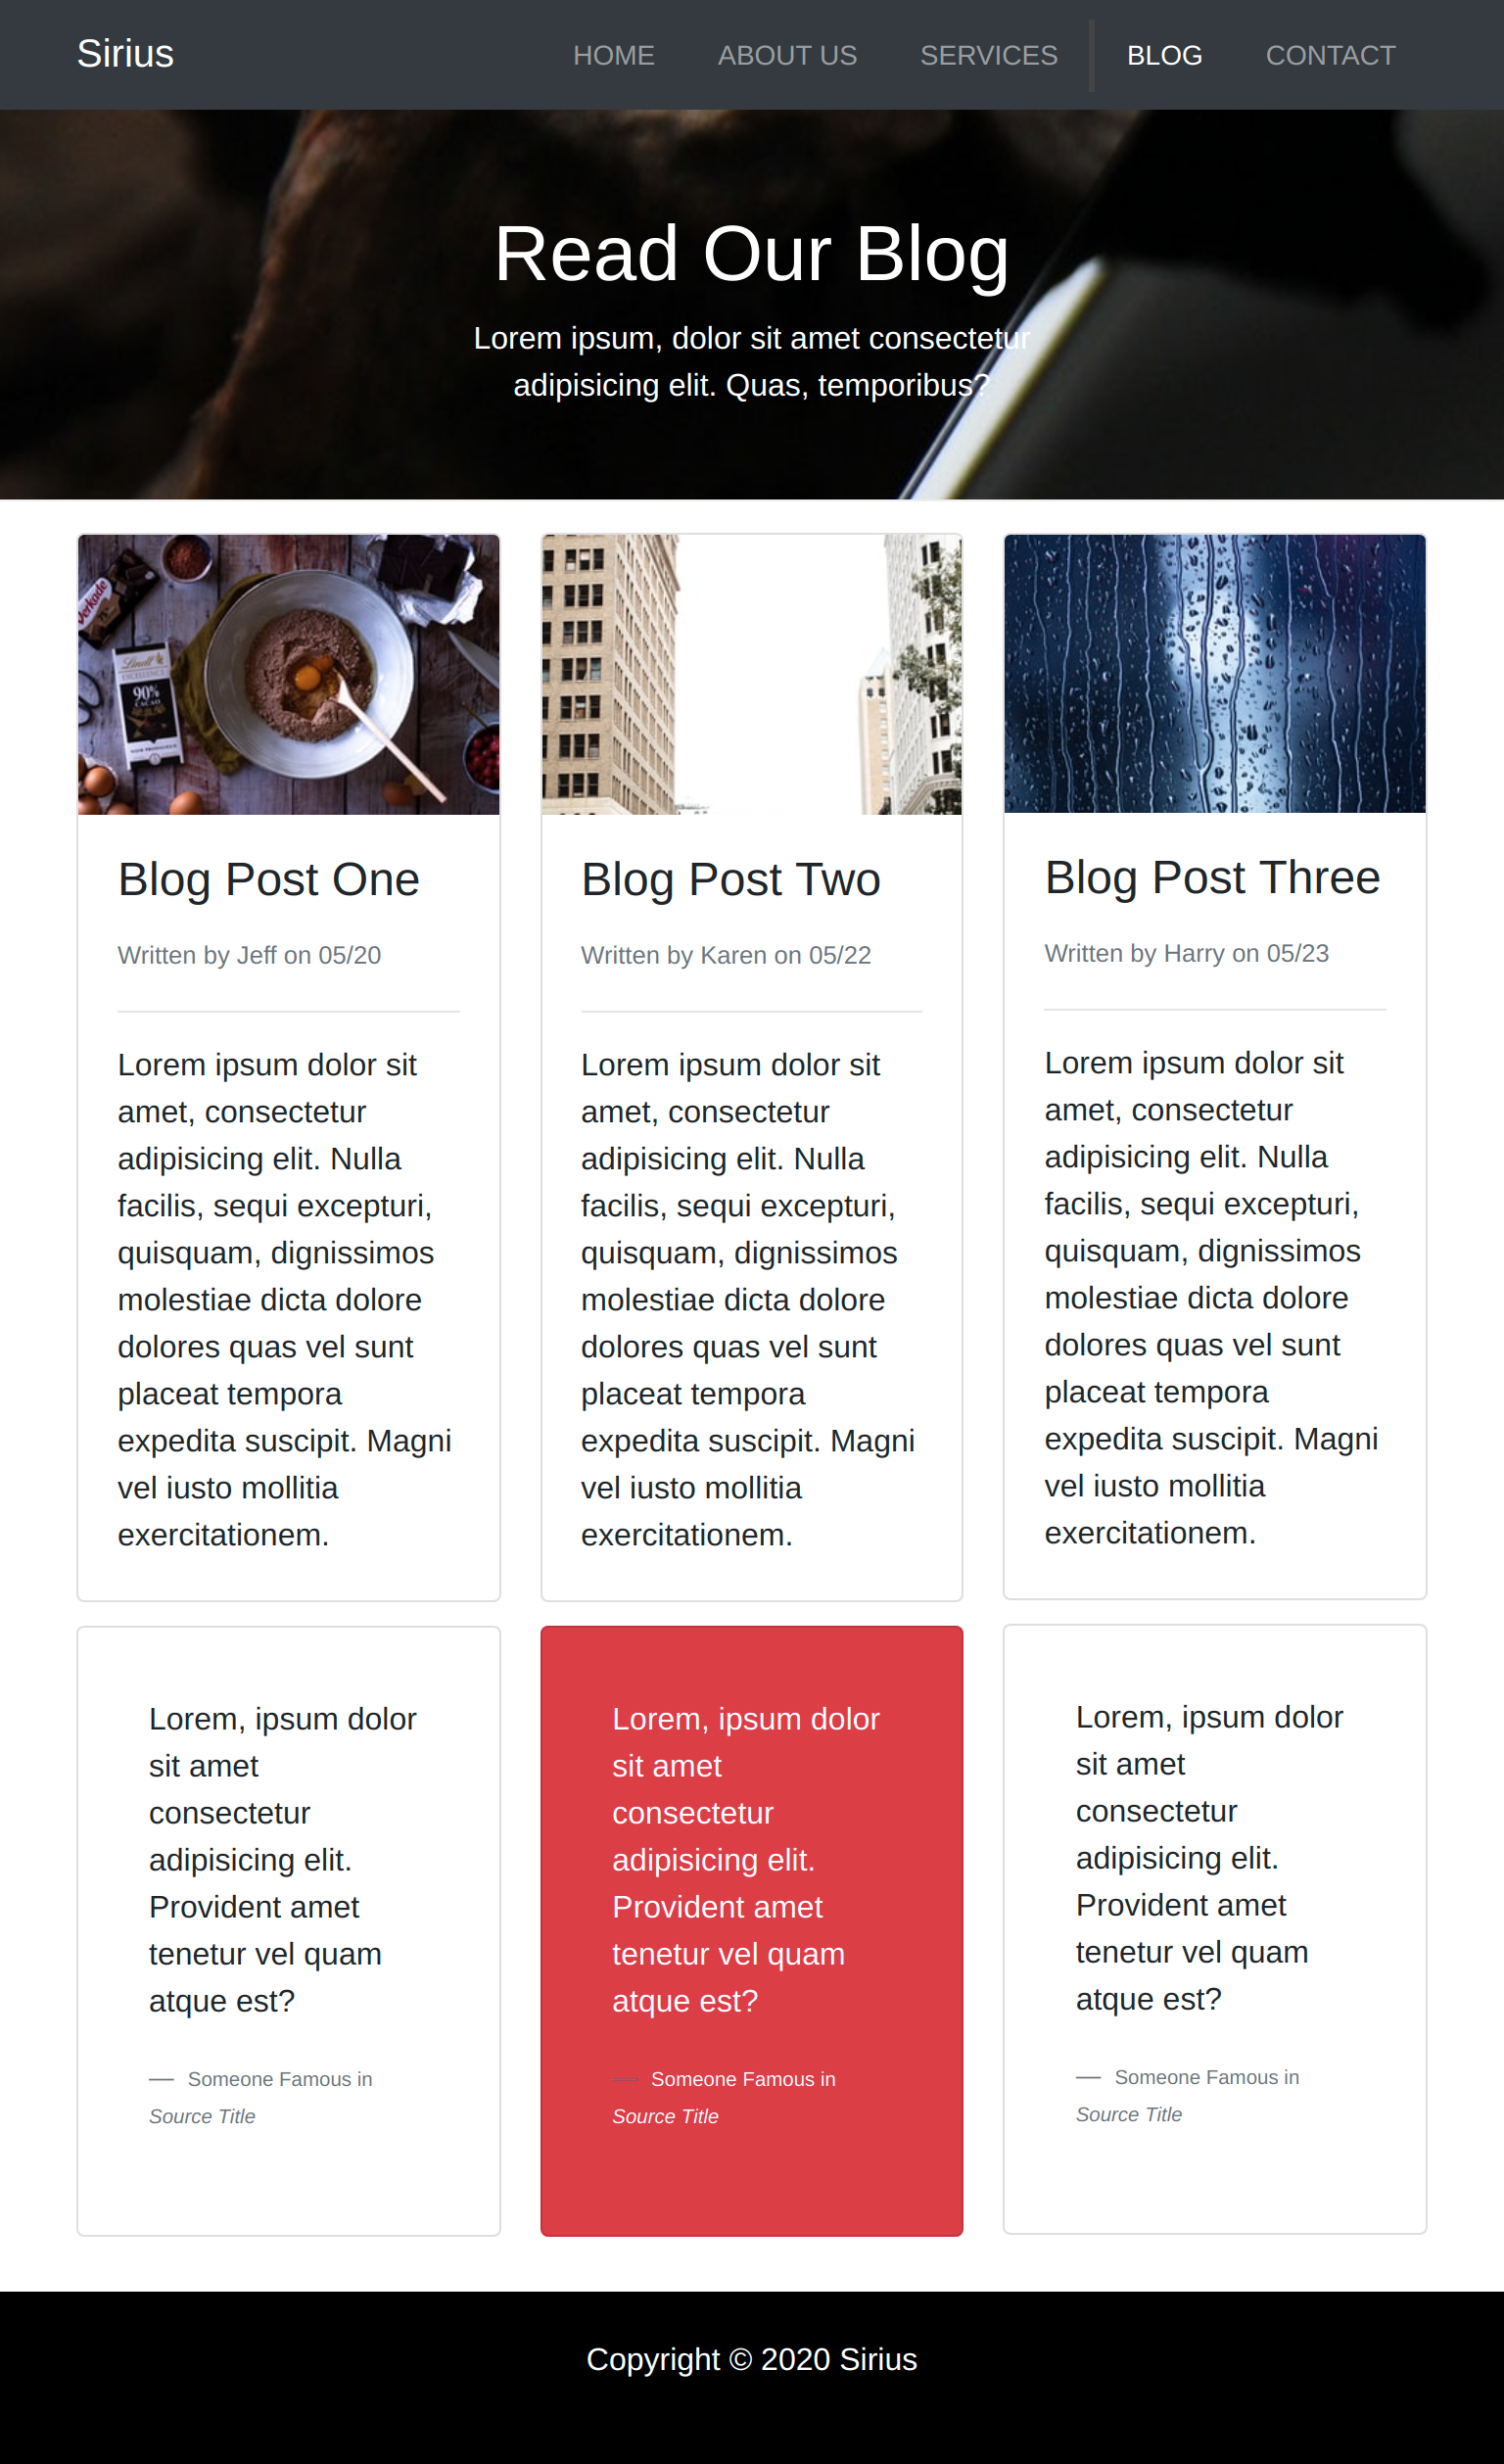 Sirius
HOME
ABOUT US
SERVICES
BLOG
CONTACT
Read Our Blog
Lorem ipsum, dolor sit amet consectetur
adipisicing elit. Quas, temporibus?
Verkade
Lindt
EXCELLENCE
90%
CACAO
Blog Post One
Written by Jeff on 05/20
Lorem ipsum dolor sit
amet, consectetur
adipisicing elit. Nulla
facilis, sequi excepturi,
quisquam, dignissimos
molestiae dicta dolore
dolores quas vel sunt
placeat tempora
expedita suscipit. Magni
vel iusto mollitia
exercitationem.
Blog Post Two
Written by Karen on 05/22
Lorem ipsum dolor sit
amet, consectetur
adipisicing elit. Nulla
facilis, sequi excepturi,
quisquam, dignissimos
molestiae dicta dolore
dolores quas vel sunt
placeat tempora
expedita suscipit. Magni
vel iusto mollitia
exercitationem.
Blog Post Three
Written by Harry on 05/23
Lorem ipsum dolor sit
amet, consectetur
adipisicing elit. Nulla
facilis, sequi excepturi,
quisquam, dignissimos
molestiae dicta dolore
dolores quas vel sunt
placeat tempora
expedita suscipit. Magni
vel iusto mollitia
exercitationem.
Lorem, ipsum dolor
sit amet
consectetur
adipisicing elit.
Provident amet
tenetur vel quam
atque est?
— Someone Famous in
Source Title
Lorem, ipsum dolor
sit amet
consectetur
adipisicing elit.
Provident amet
tenetur vel quam
atque est?
— Someone Famous in
Source Title
Lorem, ipsum dolor
sit amet
consectetur
adipisicing elit.
Provident amet
tenetur vel quam
atque est?
— Someone Famous in
Source Title
Copyright © 2020 Sirius